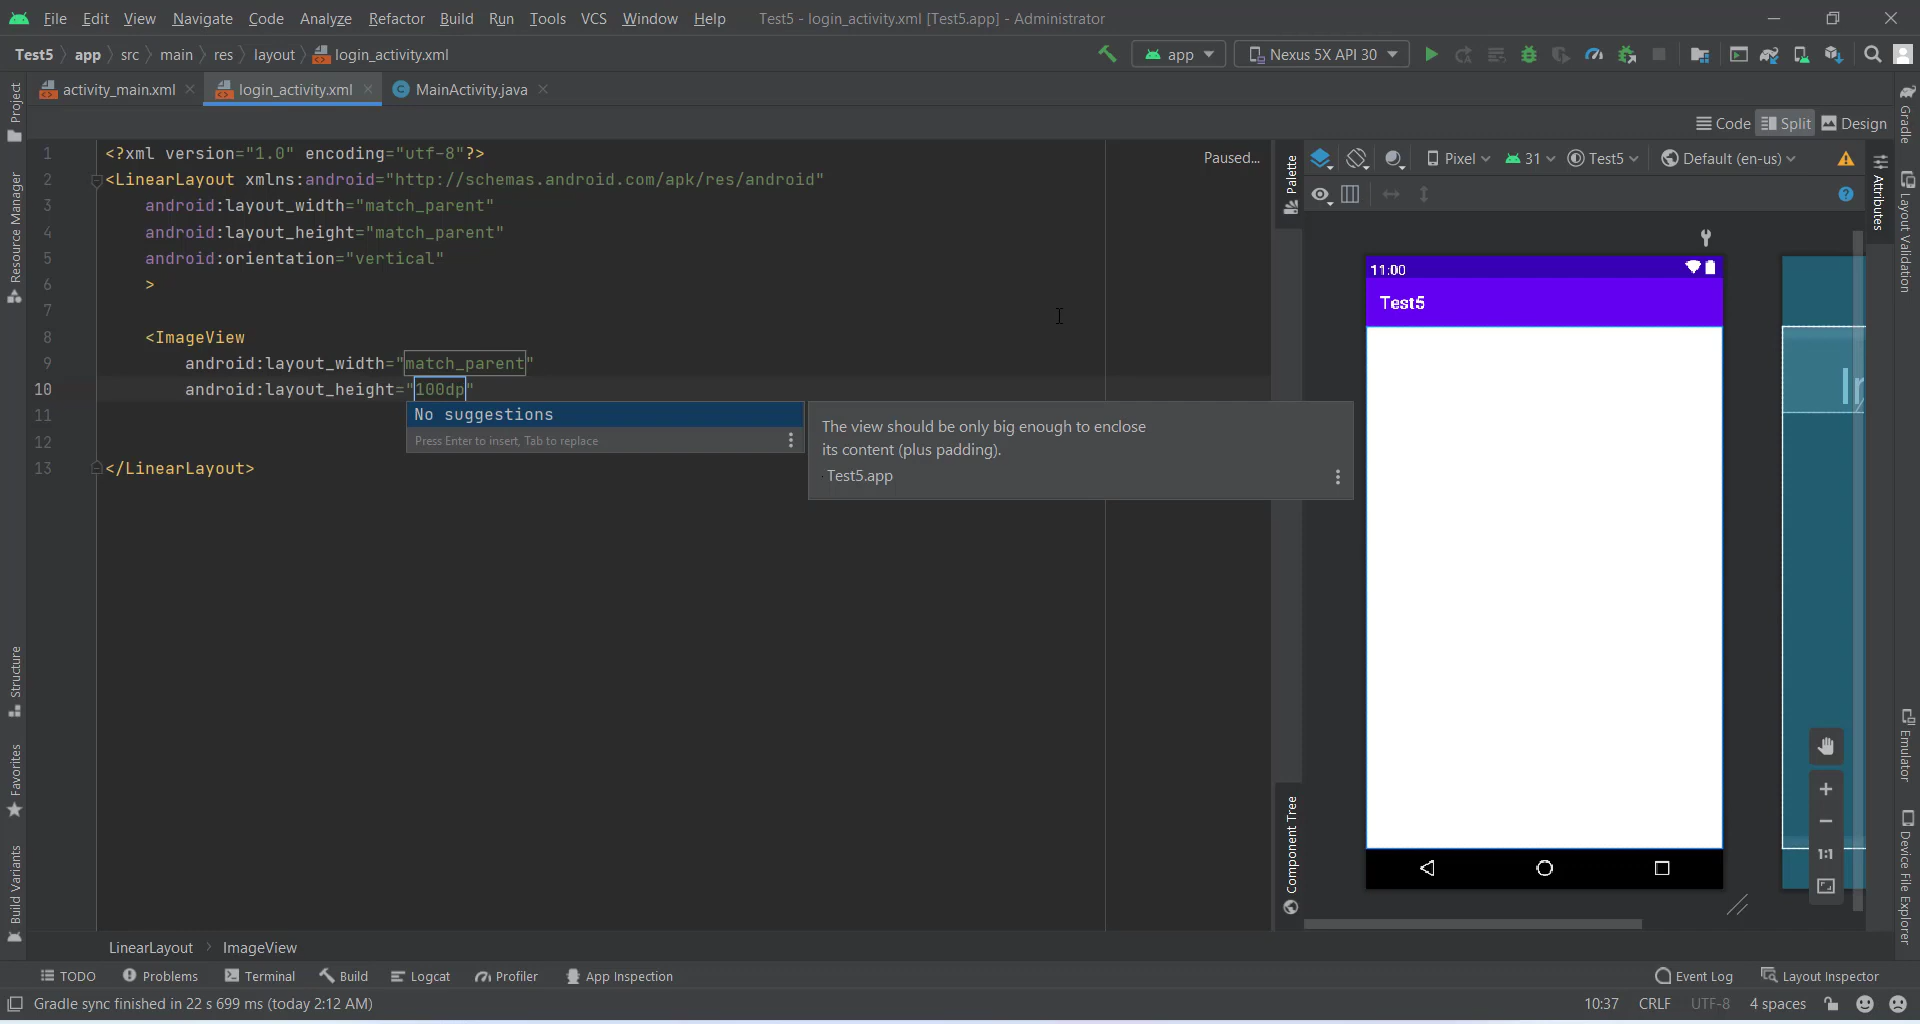 File Edit View Navigate Code Analyze Refactor Build Run Tools VCS Window Help Test5 - login_activity.xml [Test5.app] - Administrator
Test5 app src main res layout login_activity.xml app Nexus 5X API 30
activity_main.xml login_activity.xml MainActivity.java
Code Split Design
Project
Resource Manager
Structure
Favorites
Build Variants
1 <?xml version="1.0" encoding="utf-8"?>
2 <LinearLayout xmlns:android="http://schemas.android.com/apk/res/android"
3 android:layout_width="match_parent"
4 android:layout_height="match_parent"
5 android:orientation="vertical"
6 >
7
8 <ImageView
9 android:layout_width="match_parent"
10 android:layout_height="100dp"
11
12
13 </LinearLayout>
Paused...
No suggestions
Press Enter to insert, Tab to replace
The view should be only big enough to enclose
its content (plus padding).
Test5.app
Palette
Component Tree
Pixel 31 Test5 Default (en-us)
11:00
Test5
1:1
Attributes
Gradle
Layout Validation
Emulator
Device File Explorer
LinearLayout ImageView
TODO Problems Terminal Build Logcat Profiler App Inspection Event Log Layout Inspector
Gradle sync finished in 22 s 699 ms (today 2:12 AM) 10:37 CRLF UTF-8 4 spaces